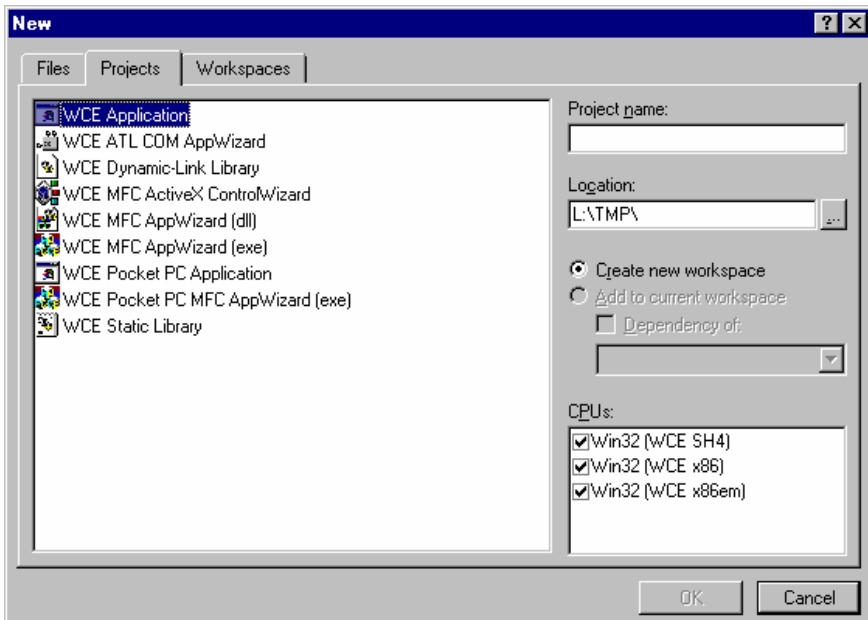 New
Files
Projects
Workspaces
WCE Application
WCE ATL COM AppWizard
WCE Dynamic-Link Library
WCE MFC ActiveX ControlWizard
WCE MFC AppWizard (dll)
WCE MFC AppWizard (exe)
WCE Pocket PC Application
WCE Pocket PC MFC AppWizard (exe)
WCE Static Library
Project name:
Location:
L:\TMP\
...
Create new workspace
Add to current workspace
Dependency of:
CPUs:
Win32 (WCE SH4)
Win32 (WCE x86)
Win32 (WCE x86em)
OK
Cancel